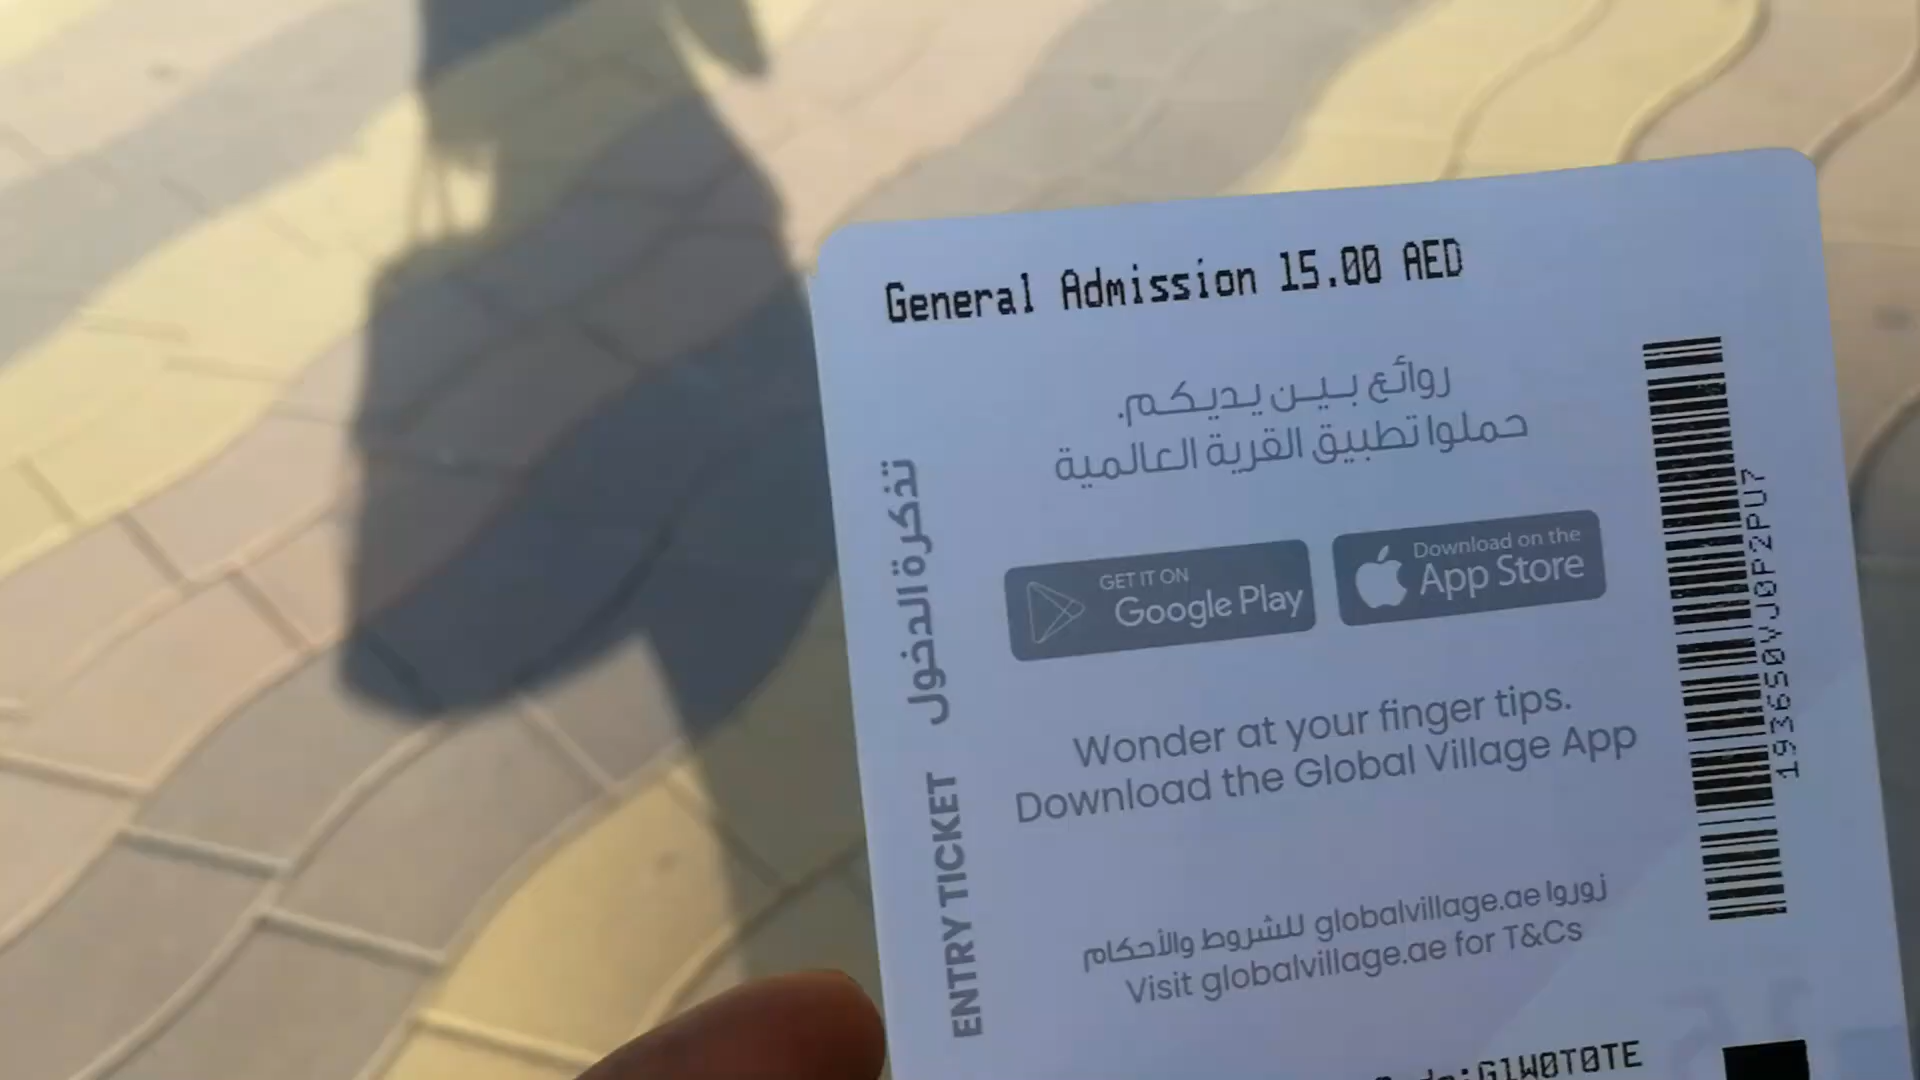 General Admission 15.00 AED
روائع بين يديكم.
حملوا تطبيق القرية العالمية
GET IT ON
Google Play
Download on the
App Store
Wonder at your finger tips.
Download the Global Village App
زوروا globalvillage.ae للشروط والأحكام
Visit globalvillage.ae for T&Cs
تذكرة الدخول
ENTRY TICKET
193650VJ0P2PU7
G1W0T0TE